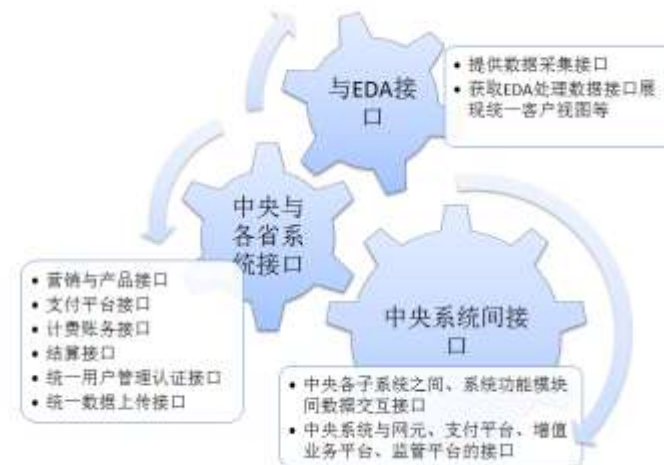 与EDA接
口
• 提供数据采集接口
• 获取EDA处理数据接口展
现统一客户视图等
中央与
各省系
统接口
• 营销与产品接口
• 支付平台接口
• 计费账务接口
• 结算接口
• 统一用户管理认证接口
• 统一数据上传接口
中央系统间接
口
• 中央各子系统之间、系统功能模块
间数据交互接口
• 中央系统与网元、支付平台、增值
业务平台、监管平台的接口